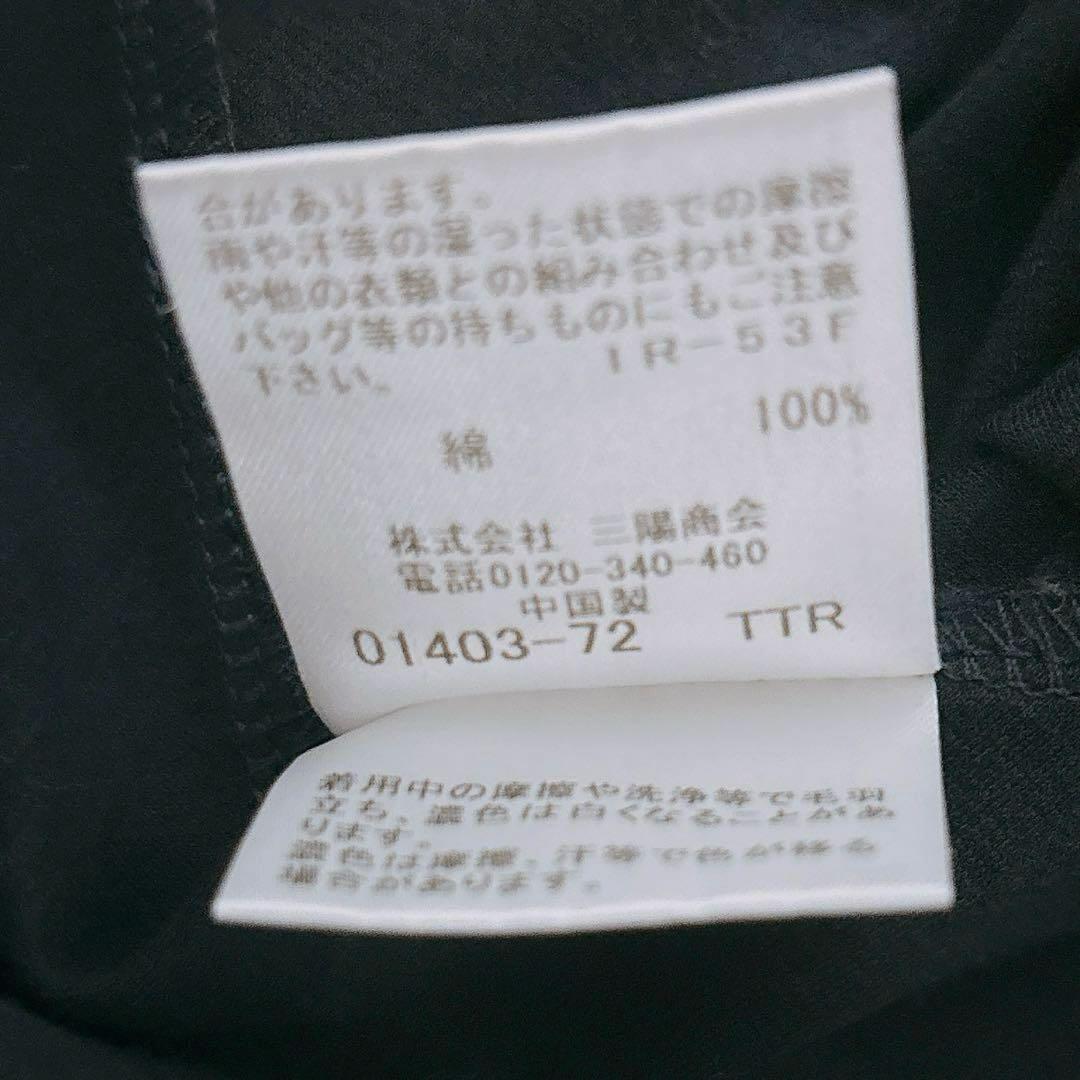 合があります。
雨や汗等の湿った状態での摩擦
や他の衣類との組み合わせ及び
バッグ等の持ちものにもご注意
下さい。 IR-53F
綿 100%
株式会社 三陽商会
電話0120-340-460
中国製
01403-72 TTR
着用中の摩擦や洗浄等で毛羽
立ち、濃色は白くなることがあ
ります。
濃色は摩擦、汗等で色が移る
場合があります。